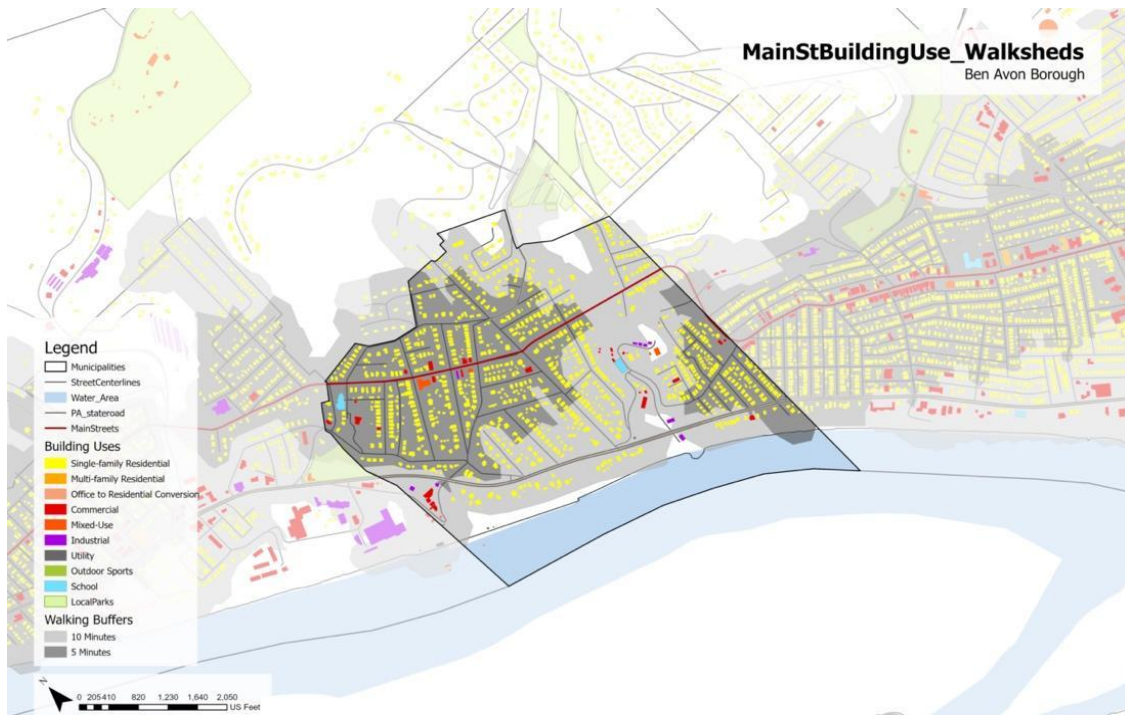 MainStBuildingUse_Walksheds
Ben Avon Borough
Legend
Municipalities
StreetCenterlines
Water_Area
PA_stateroad
MainStreets
Building Uses
Single-family Residential
Multi-family Residential
Office to Residential Conversion
Commercial
Mixed-Use
Industrial
Utility
Outdoor Sports
School
LocalParks
Walking Buffers
10 Minutes
5 Minutes
N
0 205410 820 1,230 1,640 2,050
US Feet